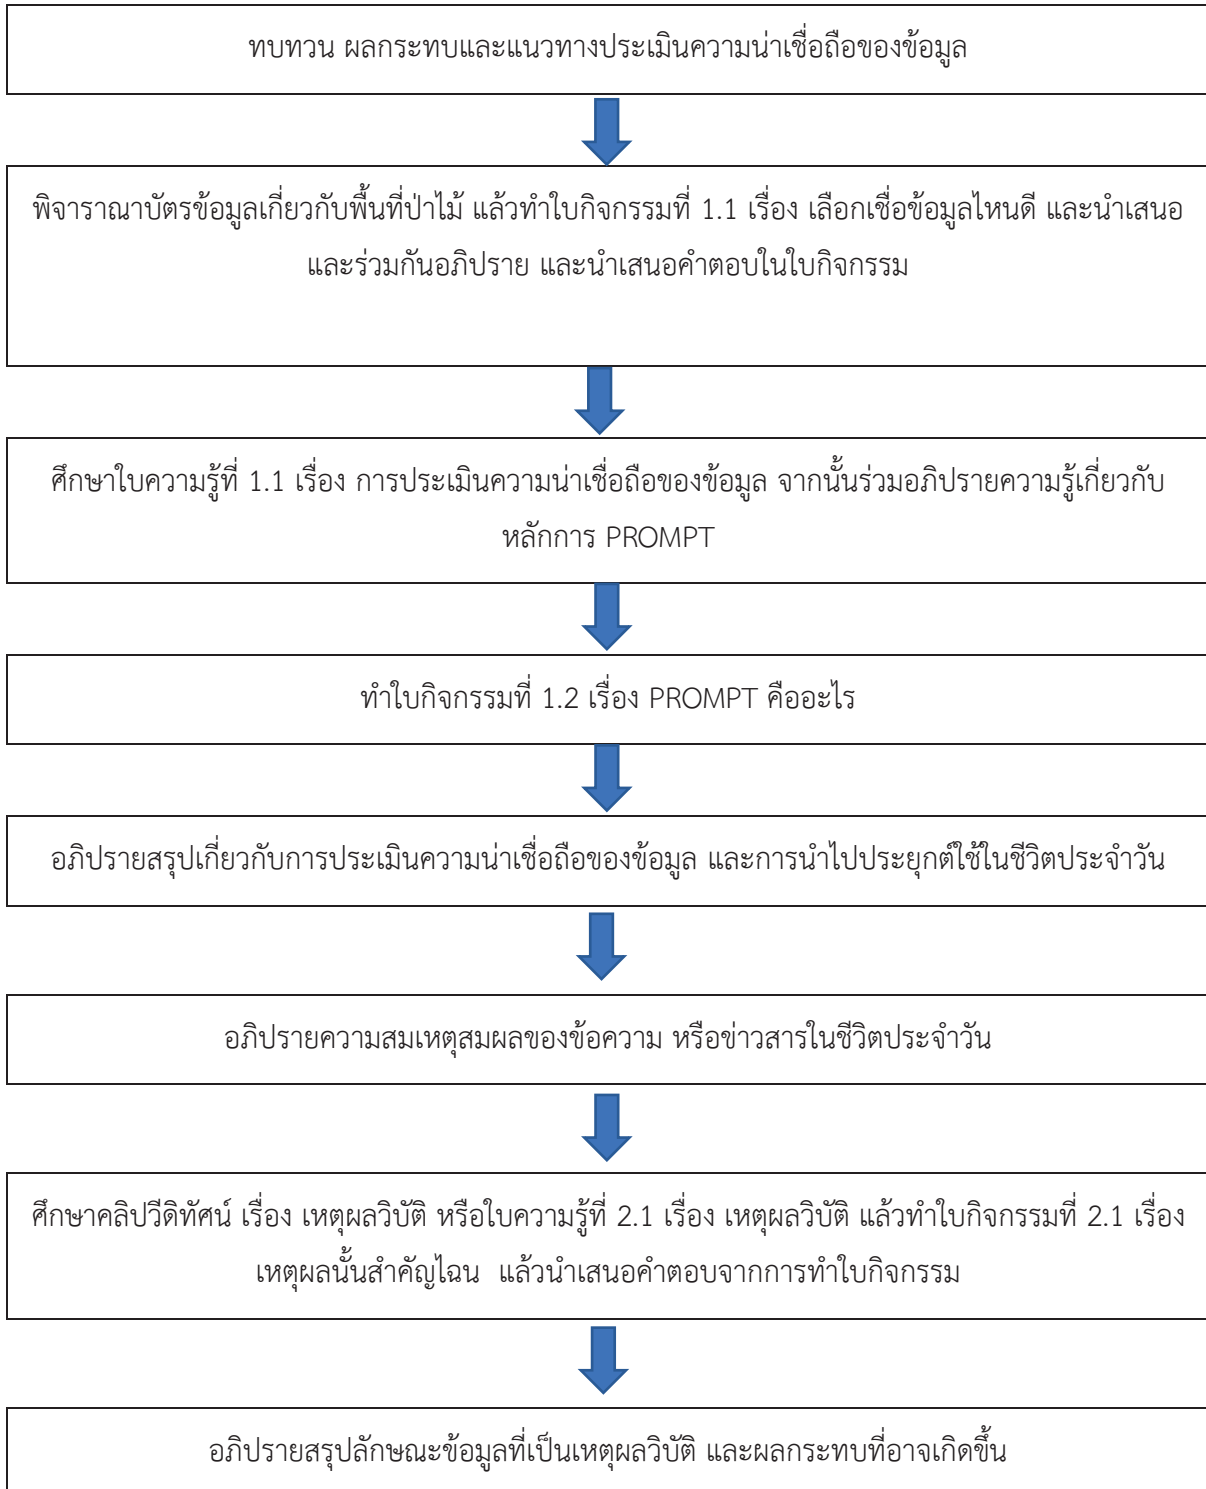 ทบทวน ผลกระทบและแนวทางประเมินความน่าเชื่อถือของข้อมูล
พิจาราณาบัตรข้อมูลเกี่ยวกับพื้นที่ป่าไม้ แล้วทำใบกิจกรรมที่ 1.1 เรื่อง เลือกเชื่อข้อมูลไหนดี และนำเสนอ
และร่วมกันอภิปราย และนำเสนอคำตอบในใบกิจกรรม
ศึกษาใบความรู้ที่ 1.1 เรื่อง การประเมินความน่าเชื่อถือของข้อมูล จากนั้นร่วมอภิปรายความรู้เกี่ยวกับ
หลักการ PROMPT
ทำใบกิจกรรมที่ 1.2 เรื่อง PROMPT คืออะไร
อภิปรายสรุปเกี่ยวกับการประเมินความน่าเชื่อถือของข้อมูล และการนำไปประยุกต์ใช้ในชีวิตประจำวัน
อภิปรายความสมเหตุสมผลของข้อความ หรือข่าวสารในชีวิตประจำวัน
ศึกษาคลิปวีดิทัศน์ เรื่อง เหตุผลวิบัติ หรือใบความรู้ที่ 2.1 เรื่อง เหตุผลวิบัติ แล้วทำใบกิจกรรมที่ 2.1 เรื่อง
เหตุผลนั้นสำคัญไฉน แล้วนำเสนอคำตอบจากการทำใบกิจกรรม
อภิปรายสรุปลักษณะข้อมูลที่เป็นเหตุผลวิบัติ และผลกระทบที่อาจเกิดขึ้น